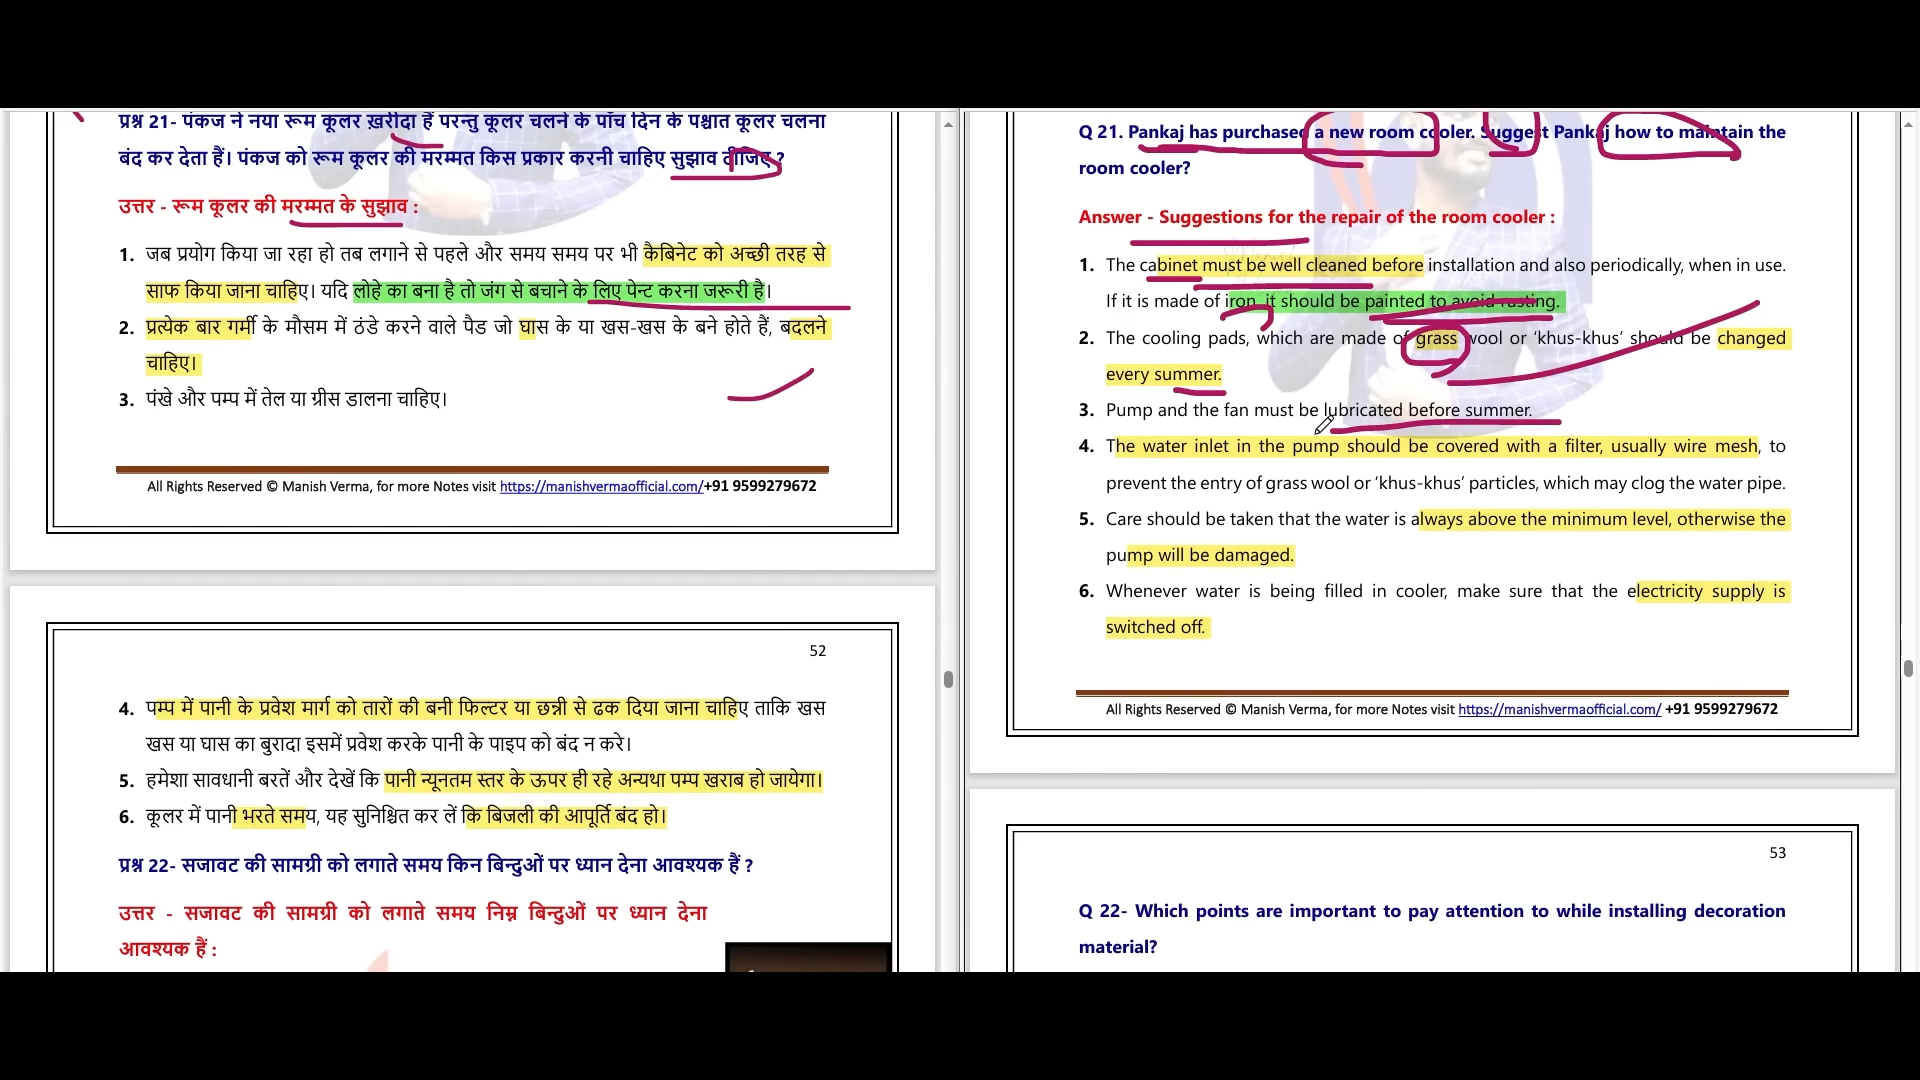 प्रश्न 21- पंकज ने नया रूम कूलर ख़रीदा हैं परन्तु कूलर चलने के पाँच दिन के पश्चात कूलर चलना
बंद कर देता हैं। पंकज को रूम कूलर की मरम्मत किस प्रकार करनी चाहिए सुझाव दीजिए ?
उत्तर - रूम कूलर की मरम्मत के सुझाव :
1. जब प्रयोग किया जा रहा हो तब लगाने से पहले और समय समय पर भी कैबिनेट को अच्छी तरह से
साफ किया जाना चाहिए। यदि लोहे का बना है तो जंग से बचाने के लिए पेन्ट करना जरूरी है।
2. प्रत्येक बार गर्मी के मौसम में ठंडे करने वाले पैड जो घास के या खस-खस के बने होते हैं, बदलने
चाहिए।
3. पंखे और पम्प में तेल या ग्रीस डालना चाहिए।
All Rights Reserved © Manish Verma, for more Notes visit https://manishvermaofficial.com/+91 9599279672
52
4. पम्प में पानी के प्रवेश मार्ग को तारों की बनी फिल्टर या छन्नी से ढक दिया जाना चाहिए ताकि खस
खस या घास का बुरादा इसमें प्रवेश करके पानी के पाइप को बंद न करे।
5. हमेशा सावधानी बरतें और देखें कि पानी न्यूनतम स्तर के ऊपर ही रहे अन्यथा पम्प खराब हो जायेगा।
6. कूलर में पानी भरते समय, यह सुनिश्चित कर लें कि बिजली की आपूर्ति बंद हो।
प्रश्न 22- सजावट की सामग्री को लगाते समय किन बिन्दुओं पर ध्यान देना आवश्यक हैं ?
उत्तर - सजावट की सामग्री को लगाते समय निम्न बिन्दुओं पर ध्यान देना
आवश्यक हैं :
Q 21. Pankaj has purchased a new room cooler. Suggest Pankaj how to maintain the
room cooler?
Answer - Suggestions for the repair of the room cooler :
1. The cabinet must be well cleaned before installation and also periodically, when in use.
If it is made of iron, it should be painted to avoid rusting.
2. The cooling pads, which are made of grass wool or ‘khus-khus’ should be changed
every summer.
3. Pump and the fan must be lubricated before summer.
4. The water inlet in the pump should be covered with a filter, usually wire mesh, to
prevent the entry of grass wool or ‘khus-khus’ particles, which may clog the water pipe.
5. Care should be taken that the water is always above the minimum level, otherwise the
pump will be damaged.
6. Whenever water is being filled in cooler, make sure that the electricity supply is
switched off.
All Rights Reserved © Manish Verma, for more Notes visit https://manishvermaofficial.com/ +91 9599279672
53
Q 22- Which points are important to pay attention to while installing decoration
material?